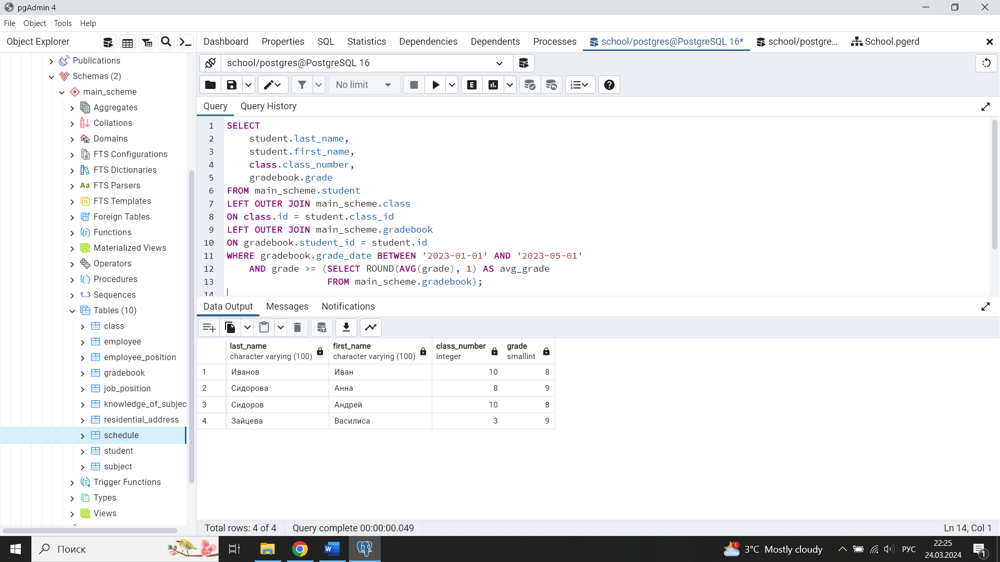 pgAdmin 4
File Object Tools Help
Object Explorer
Dashboard Properties SQL Statistics Dependencies Dependents Processes school/postgres@PostgreSQL 16* school/postgre... School.pgerd
Publications
Schemas (2)
main_scheme
Aggregates
Collations
Domains
FTS Configurations
FTS Dictionaries
Aa FTS Parsers
FTS Templates
Foreign Tables
Functions
Materialized Views
Operators
Procedures
1..3 Sequences
Tables (10)
class
employee
employee_position
gradebook
job_position
knowledge_of_subjec
residential_address
schedule
student
subject
Trigger Functions
Types
Views
school/postgres@PostgreSQL 16
No limit
E
Query Query History
1 SELECT
2 student.last_name,
3 student.first_name,
4 class.class_number,
5 gradebook.grade
6 FROM main_scheme.student
7 LEFT OUTER JOIN main_scheme.class
8 ON class.id = student.class_id
9 LEFT OUTER JOIN main_scheme.gradebook
10 ON gradebook.student_id = student.id
11 WHERE gradebook.grade_date BETWEEN '2023-01-01' AND '2023-05-01'
12 AND grade >= (SELECT ROUND(AVG(grade), 1) AS avg_grade
13 FROM main_scheme.gradebook);
14
Data Output Messages Notifications
last_name first_name class_number grade
character varying (100) character varying (100) integer smallint
1 Иванов Иван 10 8
2 Сидорова Анна 8 9
3 Сидоров Андрей 10 8
4 Зайцева Василиса 3 9
Total rows: 4 of 4 Query complete 00:00:00.049 Ln 14, Col 1
Поиск
1 3°C Mostly cloudy РУС
22:25
24.03.2024
1